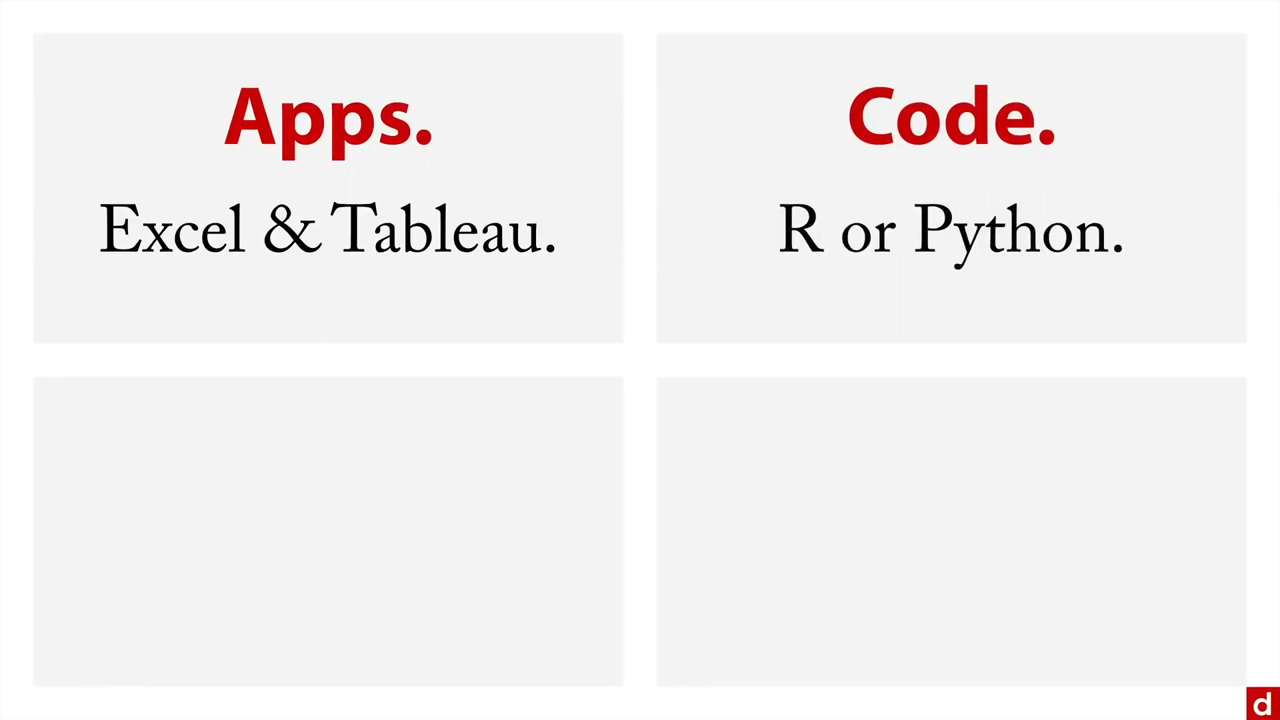 Apps.
Excel & Tableau.
Code.
R or Python.
d